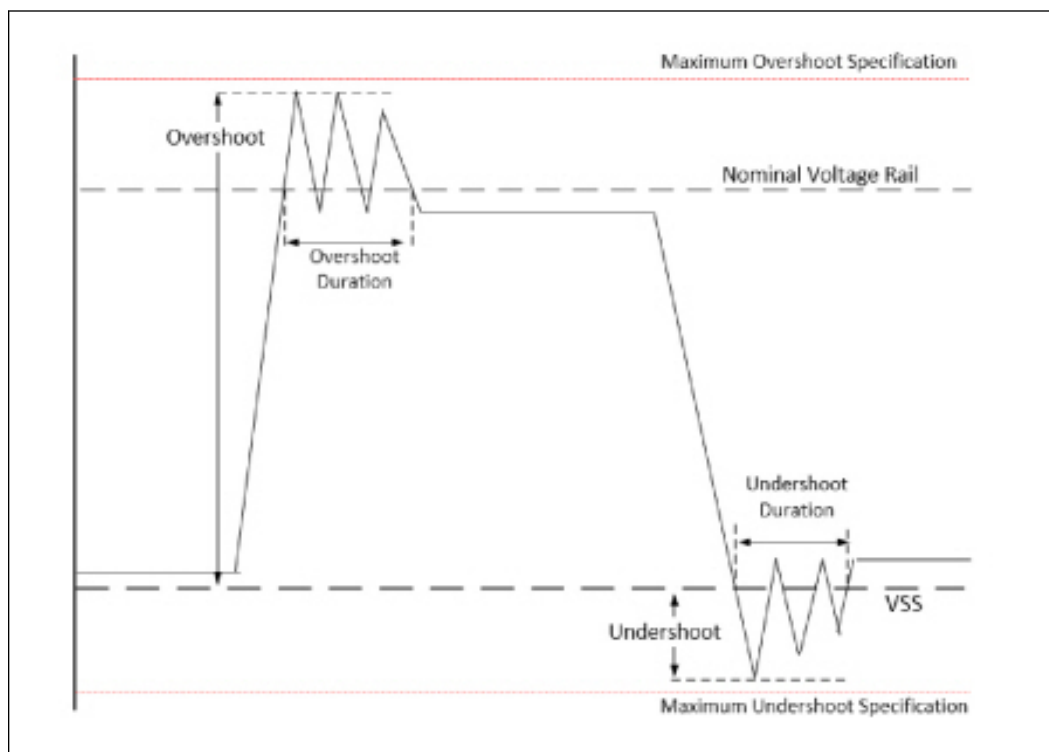 Maximum Overshoot Specification
Overshoot
Nominal Voltage Rail
Overshoot
Duration
Undershoot
Duration
VSS
Undershoot
Maximum Undershoot Specification